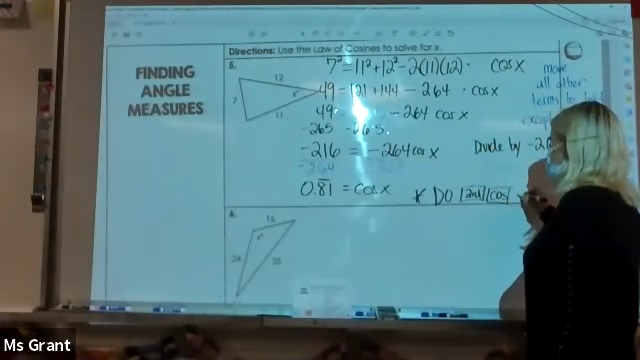 Directions: Use the Law of Cosines to solve for x.
FINDING
ANGLE
MEASURES
5.
12
7
x°
11
7² = 11² + 12² - 2(11)(12) · cos x
49 = 121 + 144 - 264 · cos x
49 - 264 cos x
-265 -265
-216 = -264 cos x
-264
0.81̅ = cos x
move
all other
terms to
except
Divide by -2
* DO 2nd cos
6.
16
x°
24
35
Ms Grant